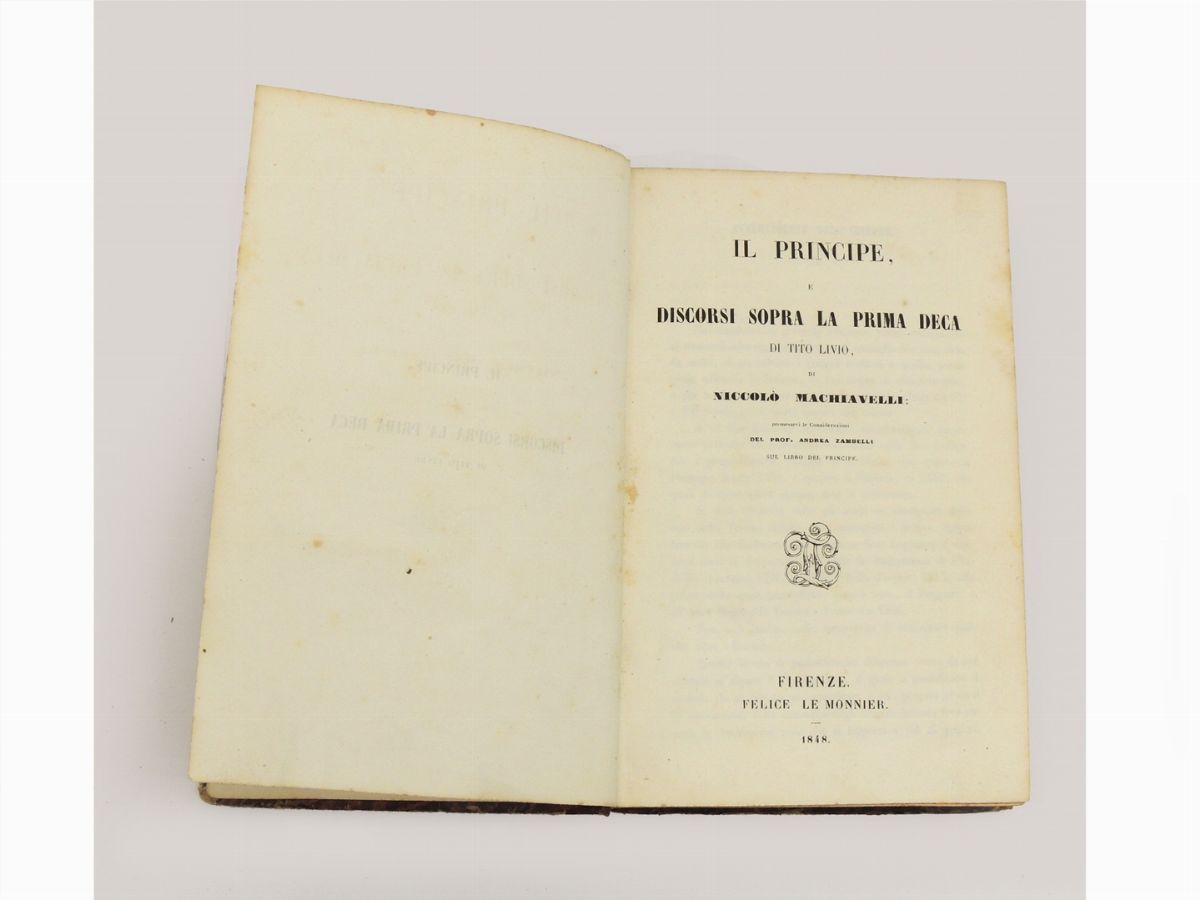 IL PRINCIPE,
E
DISCORSI SOPRA LA PRIMA DECA
DI TITO LIVIO,
DI
NICCOLÒ MACHIAVELLI:
premessevi le Considerazioni
DEL PROF. ANDREA ZAMBELLI
SUL LIBRO DEL PRINCIPE.
FIRENZE.
FELICE LE MONNIER.
1848.